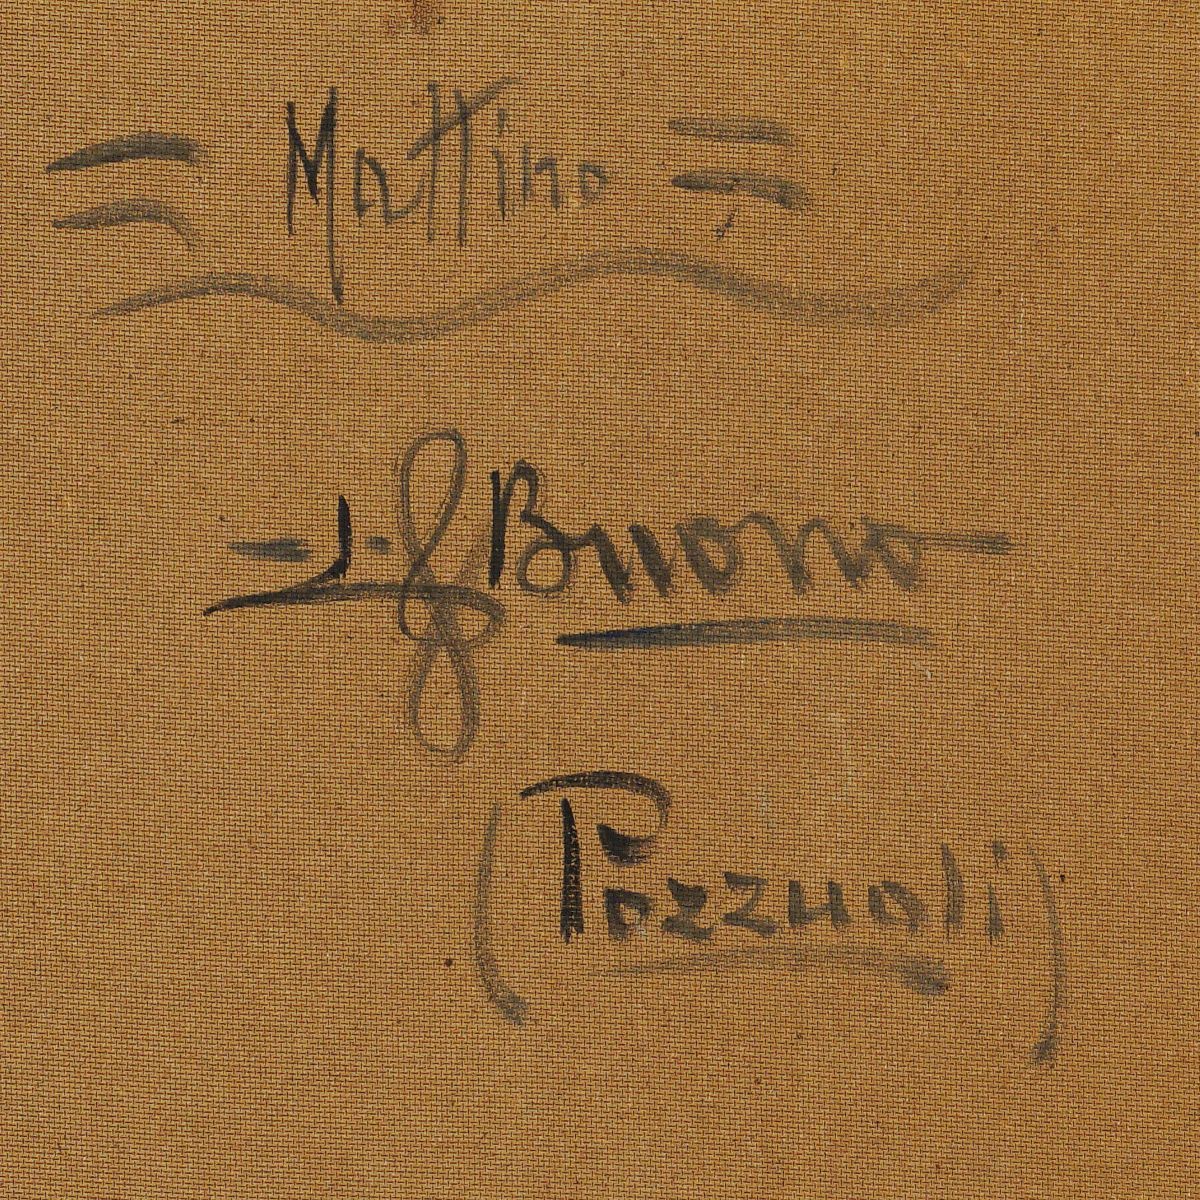 = Mattino =
- J. f Buono -
(Pozzuoli)